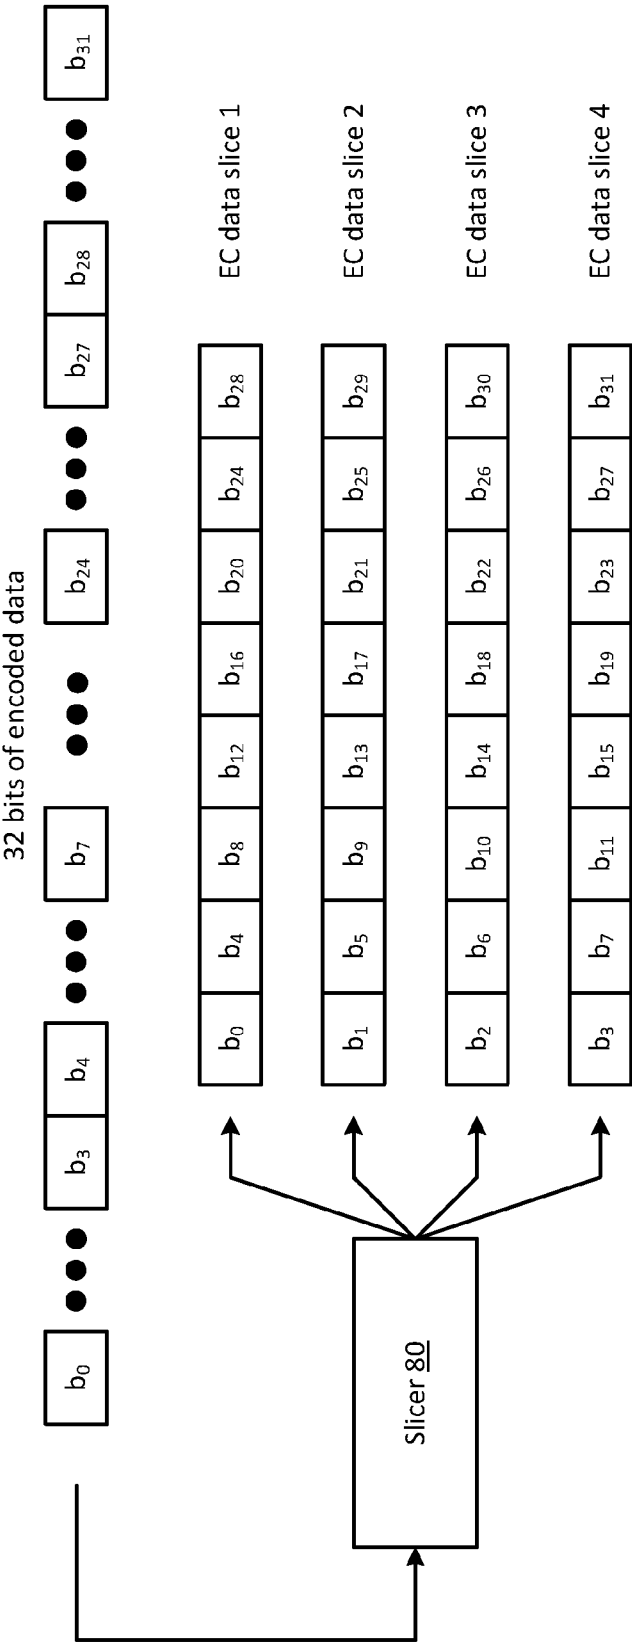 32 bits of encoded data
b0 b3 b4 b7 b24 b27 b28 b31
Slicer 80
b0 b4 b8 b12 b16 b20 b24 b28 EC data slice 1
b1 b5 b9 b13 b17 b21 b25 b29 EC data slice 2
b2 b6 b10 b14 b18 b22 b26 b30 EC data slice 3
b3 b7 b11 b15 b19 b23 b27 b31 EC data slice 4